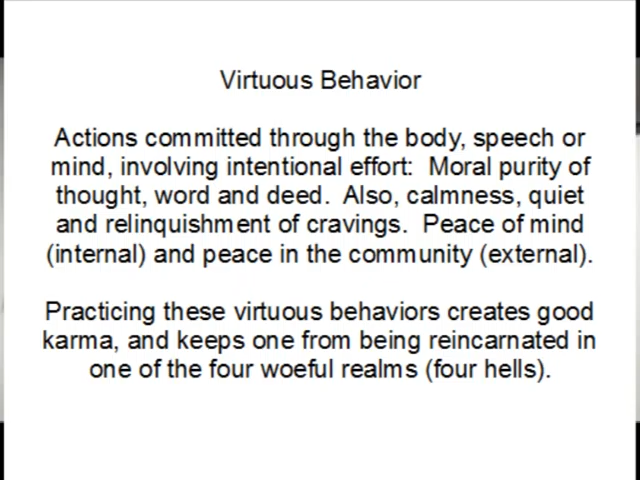 Virtuous Behavior
Actions committed through the body, speech or
mind, involving intentional effort:  Moral purity of
thought, word and deed.  Also, calmness, quiet
and relinquishment of cravings.  Peace of mind
(internal) and peace in the community (external).
Practicing these virtuous behaviors creates good
karma, and keeps one from being reincarnated in
one of the four woeful realms (four hells).